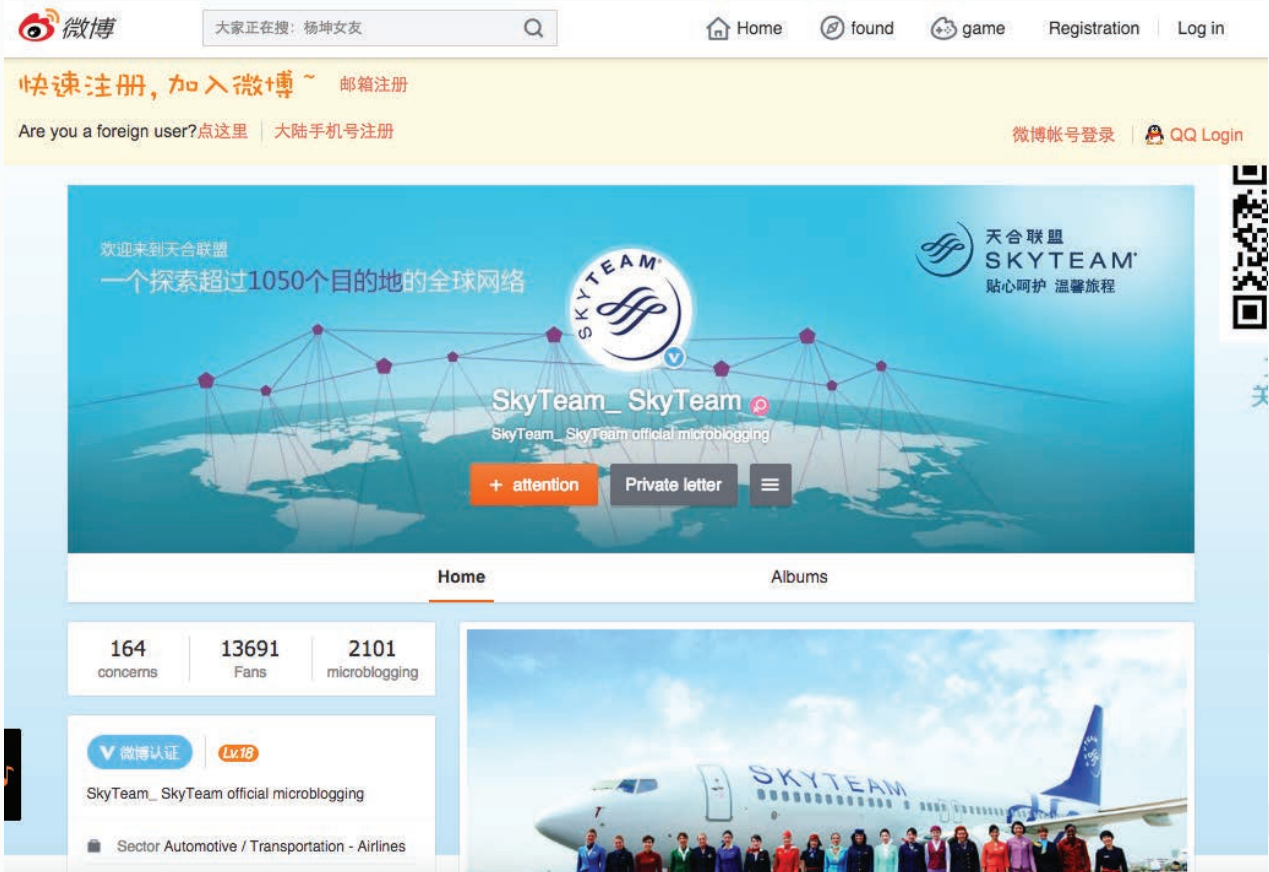 微博
大家正在搜：杨坤女友
Home
found
game
Registration
Log in
快速注册，加入微博~ 邮箱注册
Are you a foreign user?点这里 大陆手机号注册
微博帐号登录
QQ Login
欢迎来到天合联盟
一个探索超过1050个目的地的全球网络
SKYTEAM
天合联盟
SKYTEAM
贴心呵护 温馨旅程
V
关
SkyTeam_ SkyTeam
SkyTeam_ SkyTeam official microblogging
+ attention
Private letter
Home
Albums
164
concerns
13691
Fans
2101
microblogging
V 微博认证
Lv.18
SkyTeam_ SkyTeam official microblogging
Sector Automotive / Transportation - Airlines
SKYTEAM